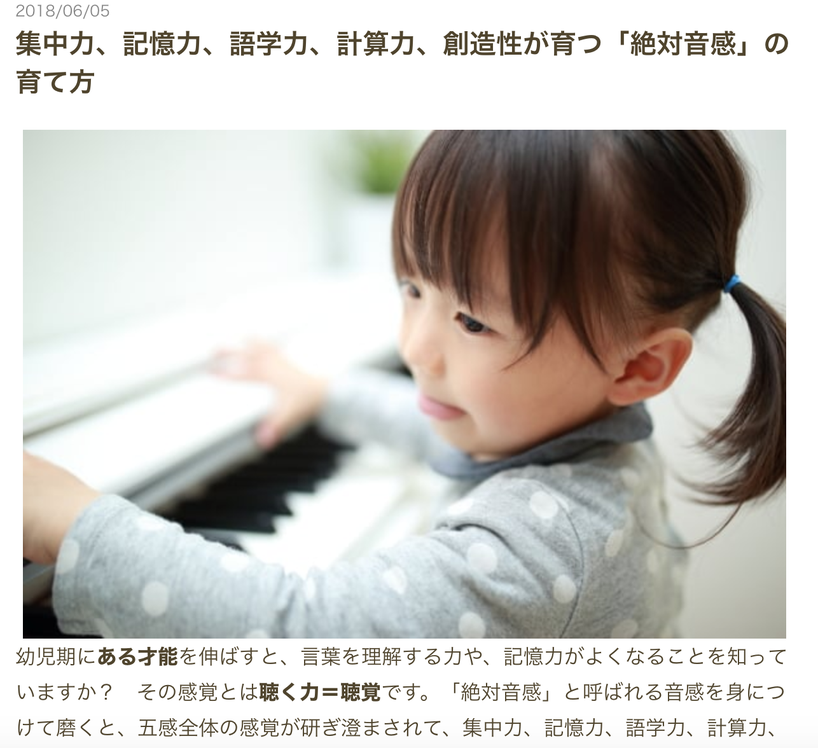 2018/06/05
集中力、記憶力、語学力、計算力、創造性が育つ「絶対音感」の
育て方
幼児期にある才能を伸ばすと、言葉を理解する力や、記憶力がよくなることを知って
いますか？　その感覚とは聴く力＝聴覚です。「絶対音感」と呼ばれる音感を身につ
けて磨くと、五感全体の感覚が研ぎ澄まされて、集中力、記憶力、語学力、計算力、